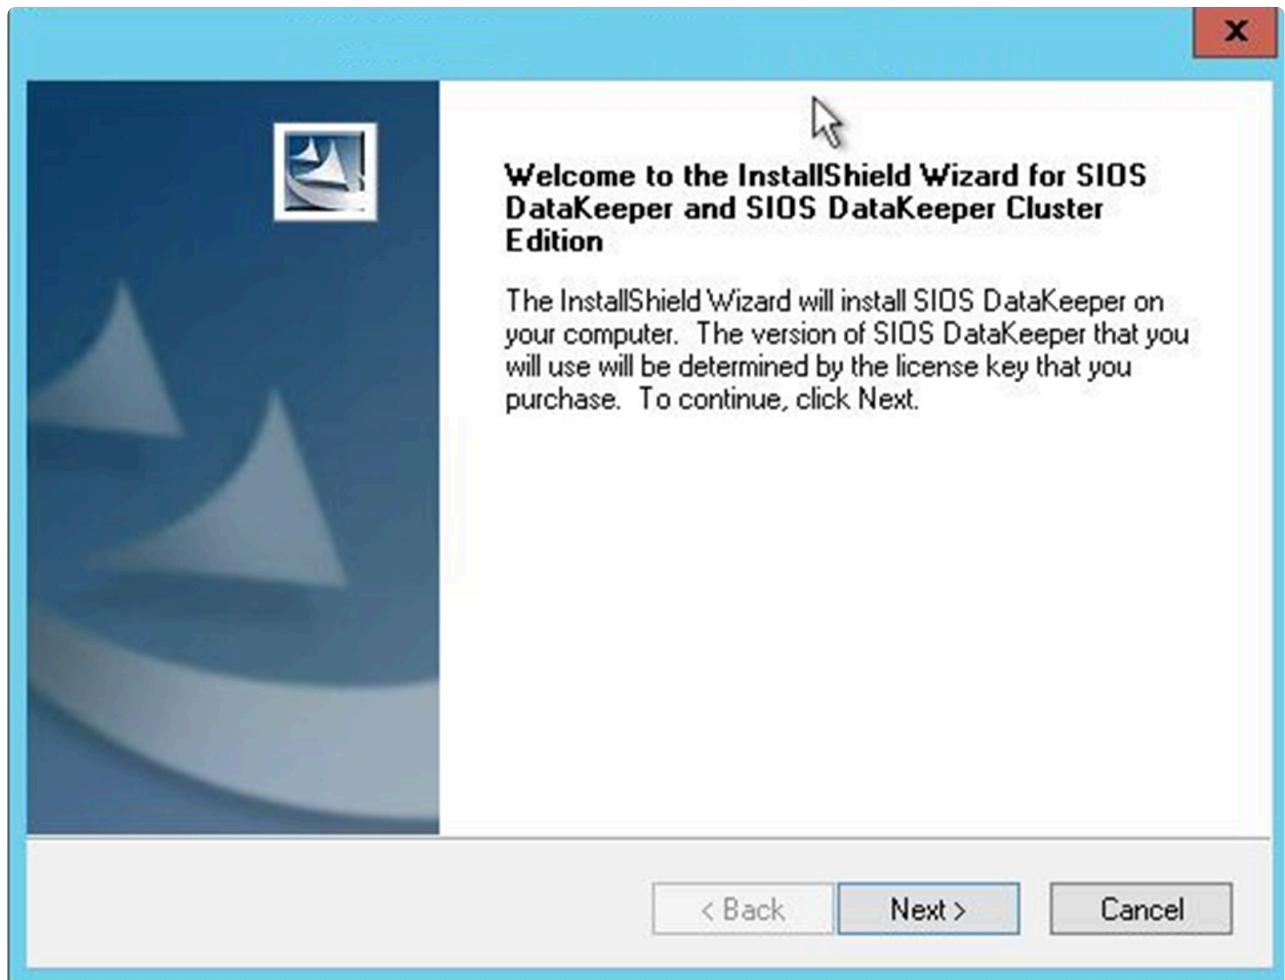 x
Welcome to the InstallShield Wizard for SIOS
DataKeeper and SIOS DataKeeper Cluster
Edition
The InstallShield Wizard will install SIOS DataKeeper on
your computer.  The version of SIOS DataKeeper that you
will use will be determined by the license key that you
purchase.  To continue, click Next.
< Back
Next >
Cancel